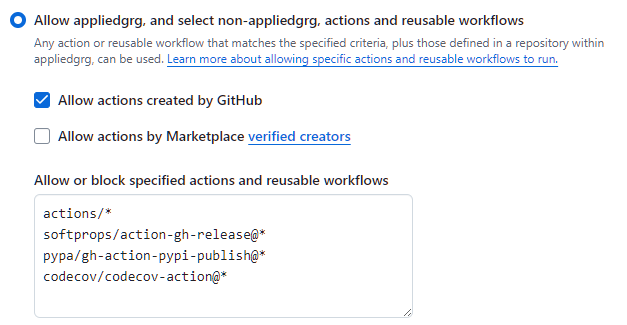 Allow appliedgrg, and select non-appliedgrg, actions and reusable workflows
Any action or reusable workflow that matches the specified criteria, plus those defined in a repository within
appliedgrg, can be used. Learn more about allowing specific actions and reusable workflows to run.
Allow actions created by GitHub
Allow actions by Marketplace verified creators
Allow or block specified actions and reusable workflows
actions/*
softprops/action-gh-release@*
pypa/gh-action-pypi-publish@*
codecov/codecov-action@*